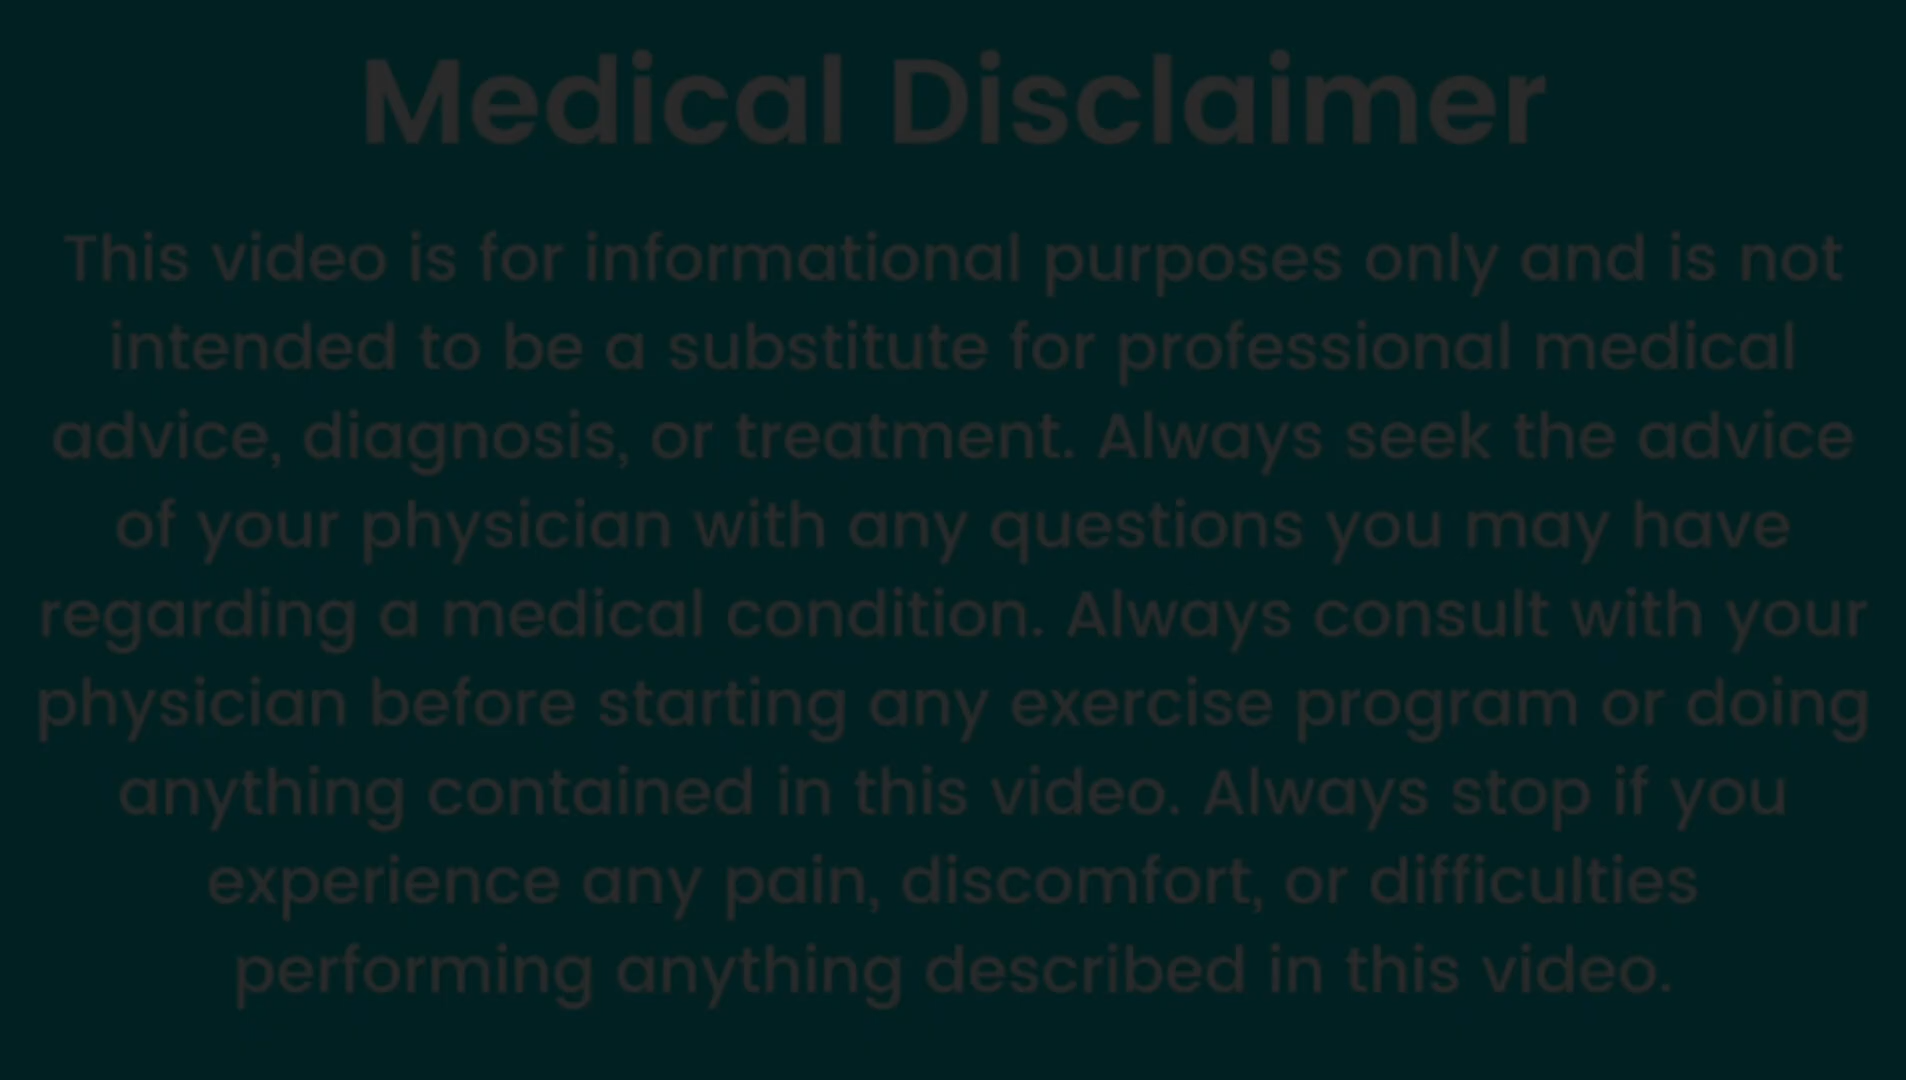 Medical Disclaimer
This video is for informational purposes only and is not
intended to be a substitute for professional medical
advice, diagnosis, or treatment. Always seek the advice
of your physician with any questions you may have
regarding a medical condition. Always consult with your
physician before starting any exercise program or doing
anything contained in this video. Always stop if you
experience any pain, discomfort, or difficulties
performing anything described in this video.